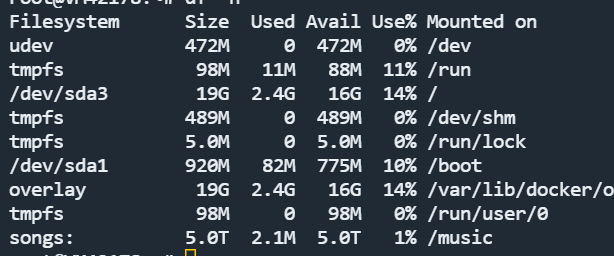 Filesystem Size Used Avail Use% Mounted on
udev 472M 0 472M 0% /dev
tmpfs 98M 11M 88M 11% /run
/dev/sda3 19G 2.4G 16G 14% /
tmpfs 489M 0 489M 0% /dev/shm
tmpfs 5.0M 0 5.0M 0% /run/lock
/dev/sda1 920M 82M 775M 10% /boot
overlay 19G 2.4G 16G 14% /var/lib/docker/o
tmpfs 98M 0 98M 0% /run/user/0
songs: 5.0T 2.1M 5.0T 1% /music